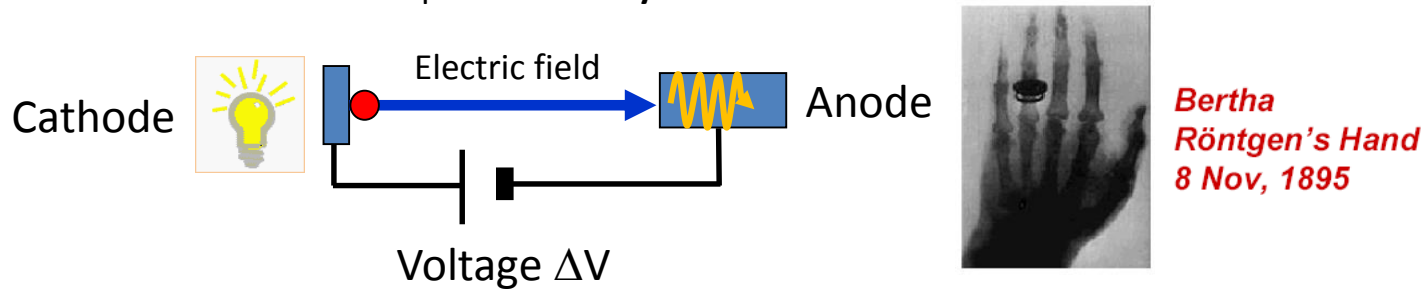 Cathode
Electric field
Anode
Voltage ΔV
Bertha
Röntgen's Hand
8 Nov, 1895